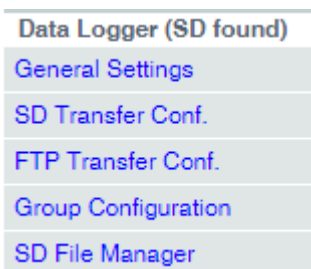 Data Logger (SD found)
General Settings
SD Transfer Conf.
FTP Transfer Conf.
Group Configuration
SD File Manager